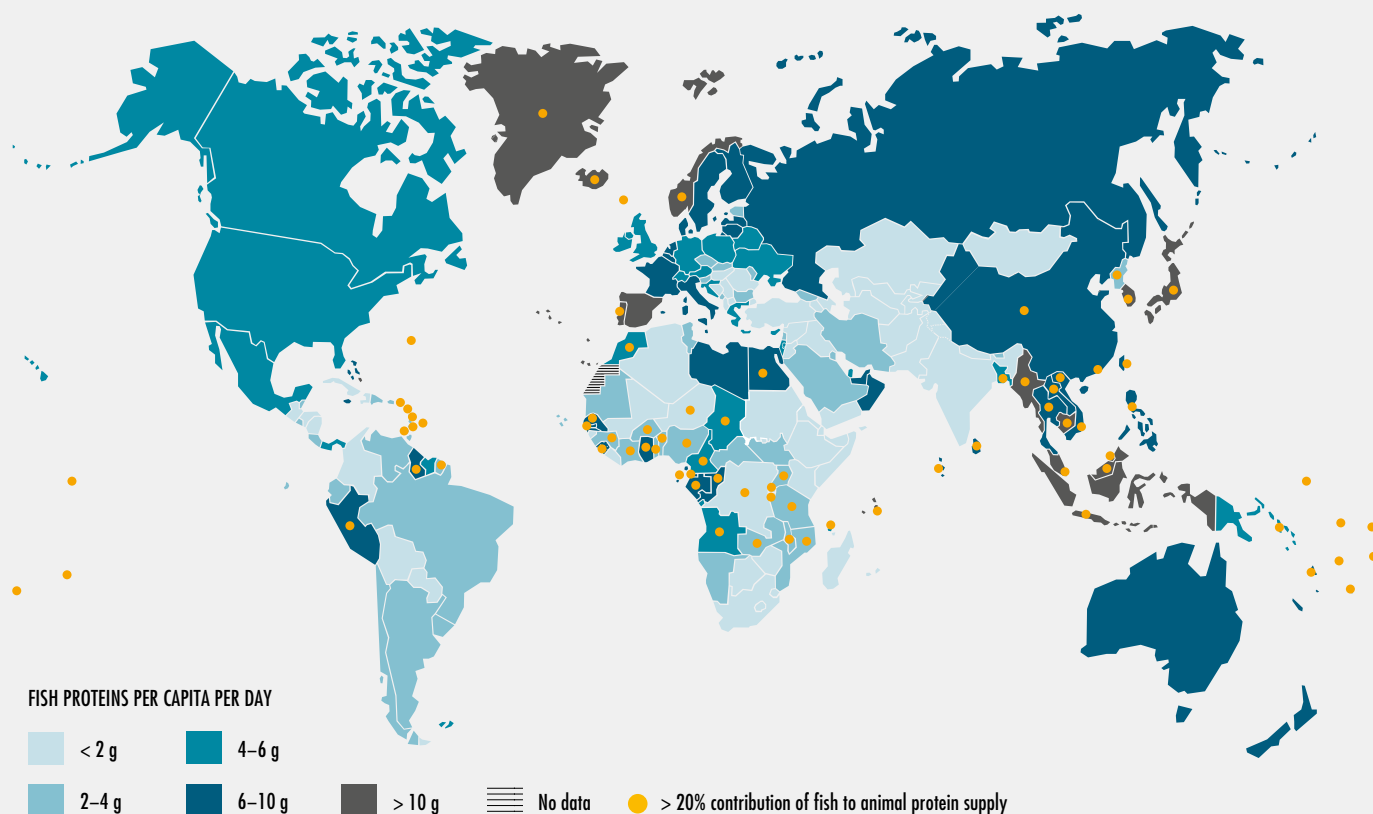 FISH PROTEINS PER CAPITA PER DAY
< 2 g
4–6 g
2–4 g
6–10 g
> 10 g
No data
> 20% contribution of fish to animal protein supply